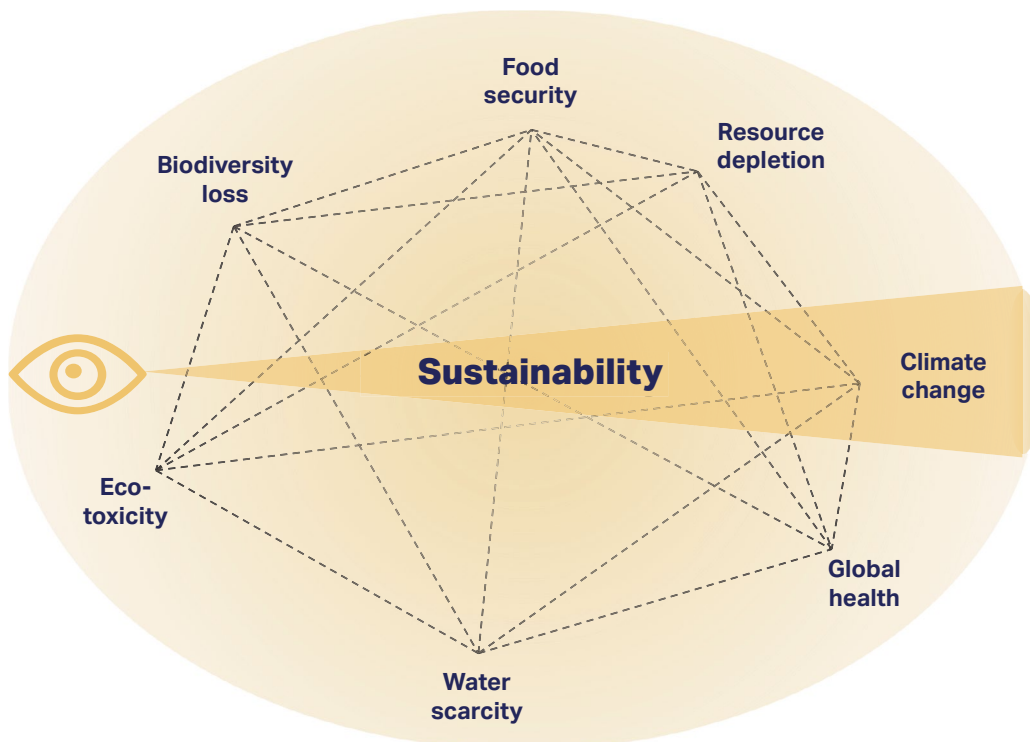 Food
security
Resource
depletion
Biodiversity
loss
Sustainability
Climate
change
Eco-
toxicity
Global
health
Water
scarcity